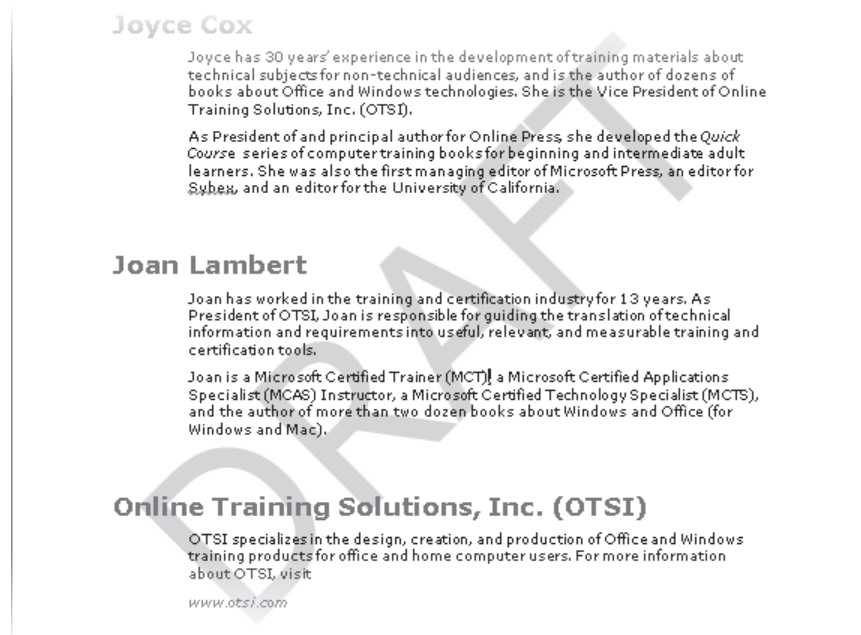 Joyce Cox
Joyce has 30 years' experience in the development of training materials about
technical subjects for non-technical audiences, and is the author of dozens of
books about Office and Windows technologies. She is the Vice President of Online
Training Solutions, Inc. (OTSI).
As President of and principal author for Online Press, she developed the Quick
Course series of computer training books for beginning and intermediate adult
learners. She was also the first managing editor of Microsoft Press, an editor for
Sybex, and an editor for the University of California.
Joan Lambert
Joan has worked in the training and certification industry for 13 years. As
President of OTSI, Joan is responsible for guiding the translation of technical
information and requirements into useful, relevant, and measurable training and
certification tools.
Joan is a Microsoft Certified Trainer (MCT), a Microsoft Certified Applications
Specialist (MCAS) Instructor, a Microsoft Certified Technology Specialist (MCTS),
and the author of more than two dozen books about Windows and Office (for
Windows and Mac).
Online Training Solutions, Inc. (OTSI)
OTSI specializes in the design, creation, and production of Office and Windows
training products for office and home computer users. For more information
about OTSI, visit
www.otsi.com
DRAFT